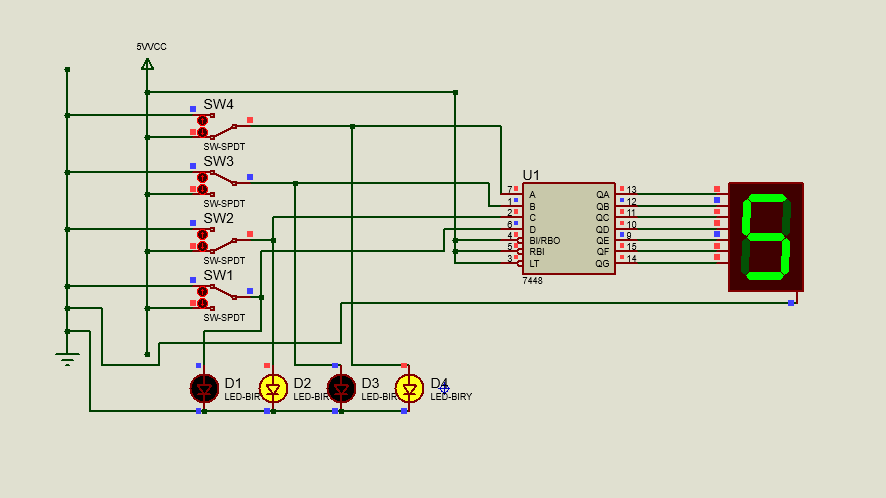 5VVCC
SW4
SW-SPDT
SW3
SW-SPDT
SW2
SW-SPDT
SW1
SW-SPDT
U1
7 A QA 13
1 B QB 12
2 C QC 11
6 D QD 10
4 BI/RBO QE 9
5 RBI QF 15
3 LT QG 14
7448
D1 D2 D3 D4
LED-BIR LED-BIR LED-BIR LED-BIRY